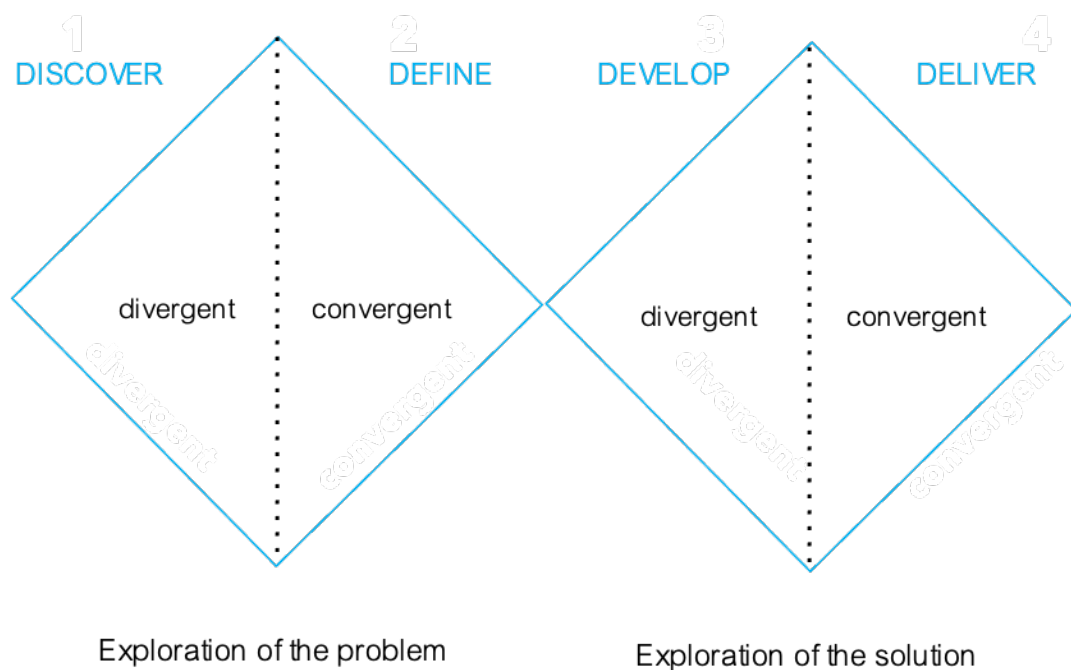 1
2
3
4
DISCOVER
DEFINE
DEVELOP
DELIVER
divergent
convergent
divergent
convergent
divergent
convergent
divergent
convergent
Exploration of the problem
Exploration of the solution